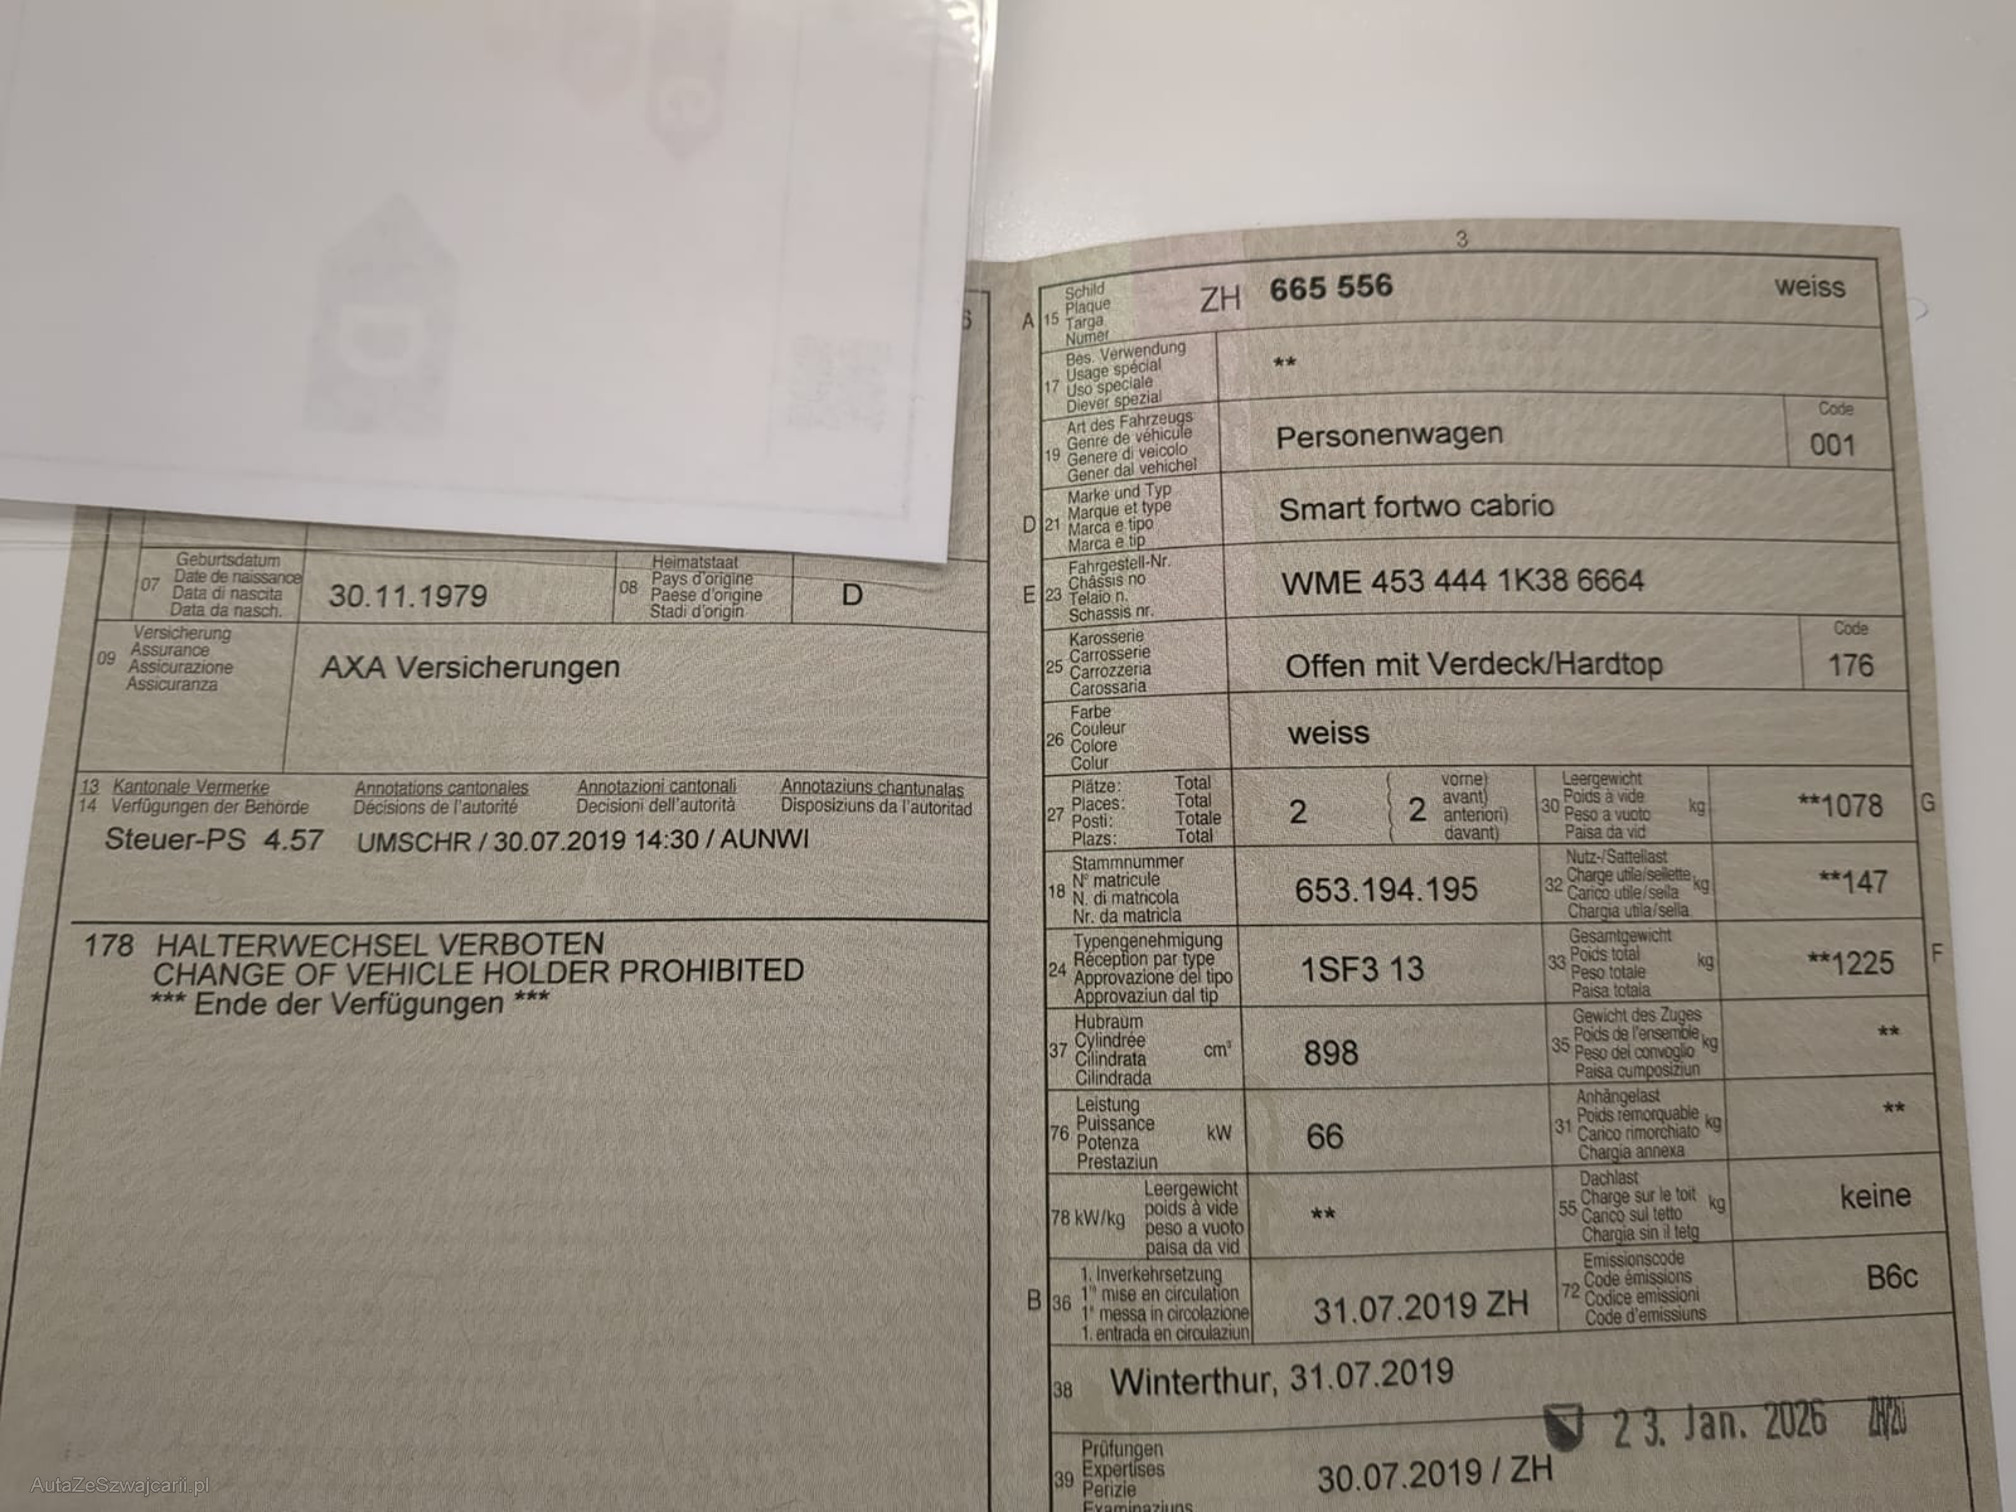 07
Geburtsdatum
Date de naissance
Data di nascita
Data da nasch.
30.11.1979
08
Heimatstaat
Pays d'origine
Paese d'origine
Stadi d'origin
D
09
Versicherung
Assurance
Assicurazione
Assicuranza
AXA Versicherungen
13 Kantonale Vermerke Annotations cantonales Annotazioni cantonali Annotaziuns chantunalas
14 Verfügungen der Behörde Décisions de l'autorité Decisioni dell'autorità Disposiziuns da l'autoritad
Steuer-PS 4.57 UMSCHR / 30.07.2019 14:30 / AUNWI
178 HALTERWECHSEL VERBOTEN
CHANGE OF VEHICLE HOLDER PROHIBITED
*** Ende der Verfügungen ***
3
A 15
Schild
Plaque
Targa
Numer
ZH 665 556 weiss
17
Bes. Verwendung
Usage spécial
Uso speciale
Diever spezial
**
19
Art des Fahrzeugs
Genre de véhicule
Genere di veicolo
Gener dal vehichel
Personenwagen
Code
001
D 21
Marke und Typ
Marque et type
Marca e tipo
Marca e tip
Smart fortwo cabrio
E 23
Fahrgestell-Nr.
Châssis no
Telaio n.
Schassis nr.
WME 453 444 1K38 6664
25
Karosserie
Carrosserie
Carrozzeria
Carossaria
Offen mit Verdeck/Hardtop
Code
176
26
Farbe
Couleur
Colore
Colur
weiss
27
Plätze: Total
Places: Total
Posti: Totale
Plazs: Total
2 ( 2
vorne)
avant)
anteriori)
davant)
30
Leergewicht
Poids à vide
Peso a vuoto
Paisa da vid
kg
**1078 G
18
Stammnummer
N° matricule
N. di matricola
Nr. da matricla
653.194.195
32
Nutz-/Sattellast
Charge utile/sellette
Carico utile/sella
Chargia utila/sella
kg
**147
24
Typengenehmigung
Réception par type
Approvazione del tipo
Approvaziun dal tip
1SF3 13
33
Gesamtgewicht
Poids total
Peso totale
Paisa totala
kg
**1225 F
37
Hubraum
Cylindrée
Cilindrata
Cilindrada
cm³
898
35
Gewicht des Zuges
Poids de l'ensemble
Peso del convoglio
Paisa cumposiziun
kg
**
76
Leistung
Puissance
Potenza
Prestaziun
kW
66
31
Anhängelast
Poids remorquable
Carico rimorchiato
Chargia annexa
kg
**
78 kW/kg
Leergewicht
poids à vide
peso a vuoto
paisa da vid
**
55
Dachlast
Charge sur le toit
Carico sul tetto
Chargia sin il tetg
kg
keine
B 36
1. Inverkehrsetzung
1re mise en circulation
1a messa in circolazione
1. entrada en circulaziun
31.07.2019 ZH
72
Emissionscode
Code émissions
Codice emissioni
Code d'emissiuns
B6c
38 Winterthur, 31.07.2019
23. Jan. 2026
39
Prüfungen
Expertises
Perizie
Examinaziuns
30.07.2019 / ZH
AutaZeSzwajcarii.pl